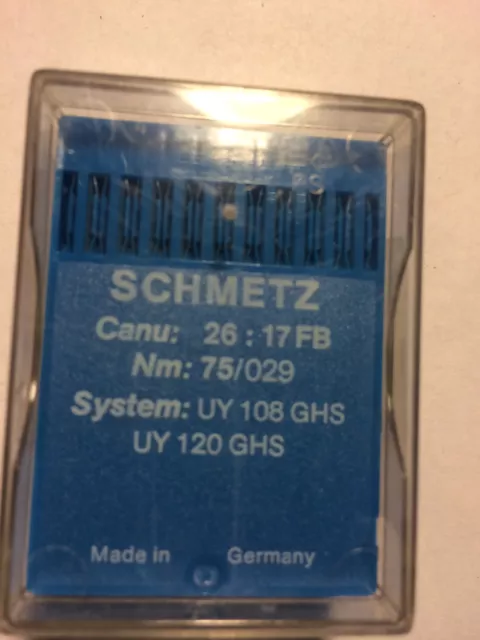 SCHMETZ
Canu: 26 : 17 FB
Nm: 75/029
System: UY 108 GHS
UY 120 GHS
Made in Germany